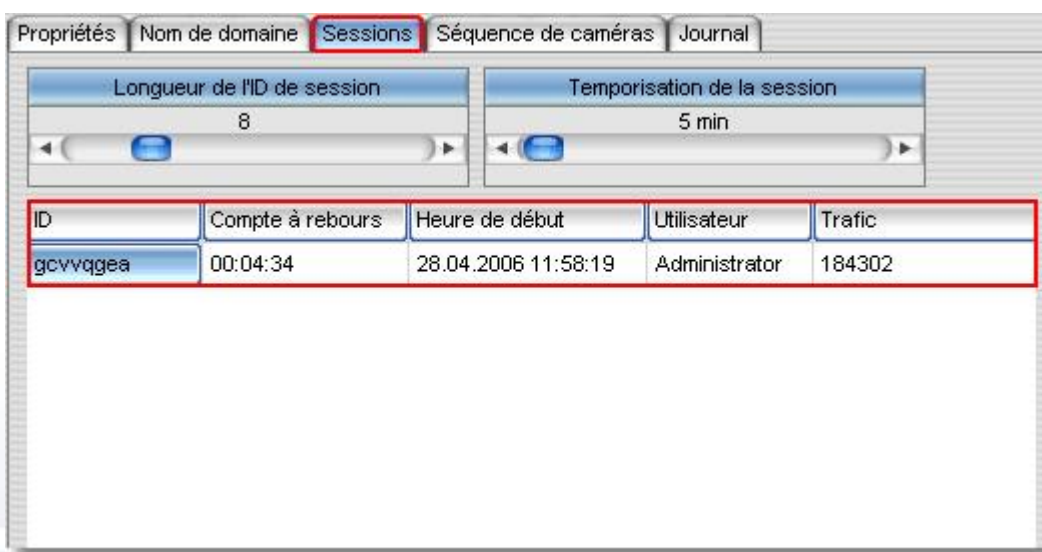 Propriétés Nom de domaine Sessions Séquence de caméras Journal
Longueur de l'ID de session Temporisation de la session
8 5 min
ID Compte à rebours Heure de début Utilisateur Trafic
gcvvqgea 00:04:34 28.04.2006 11:58:19 Administrator 184302